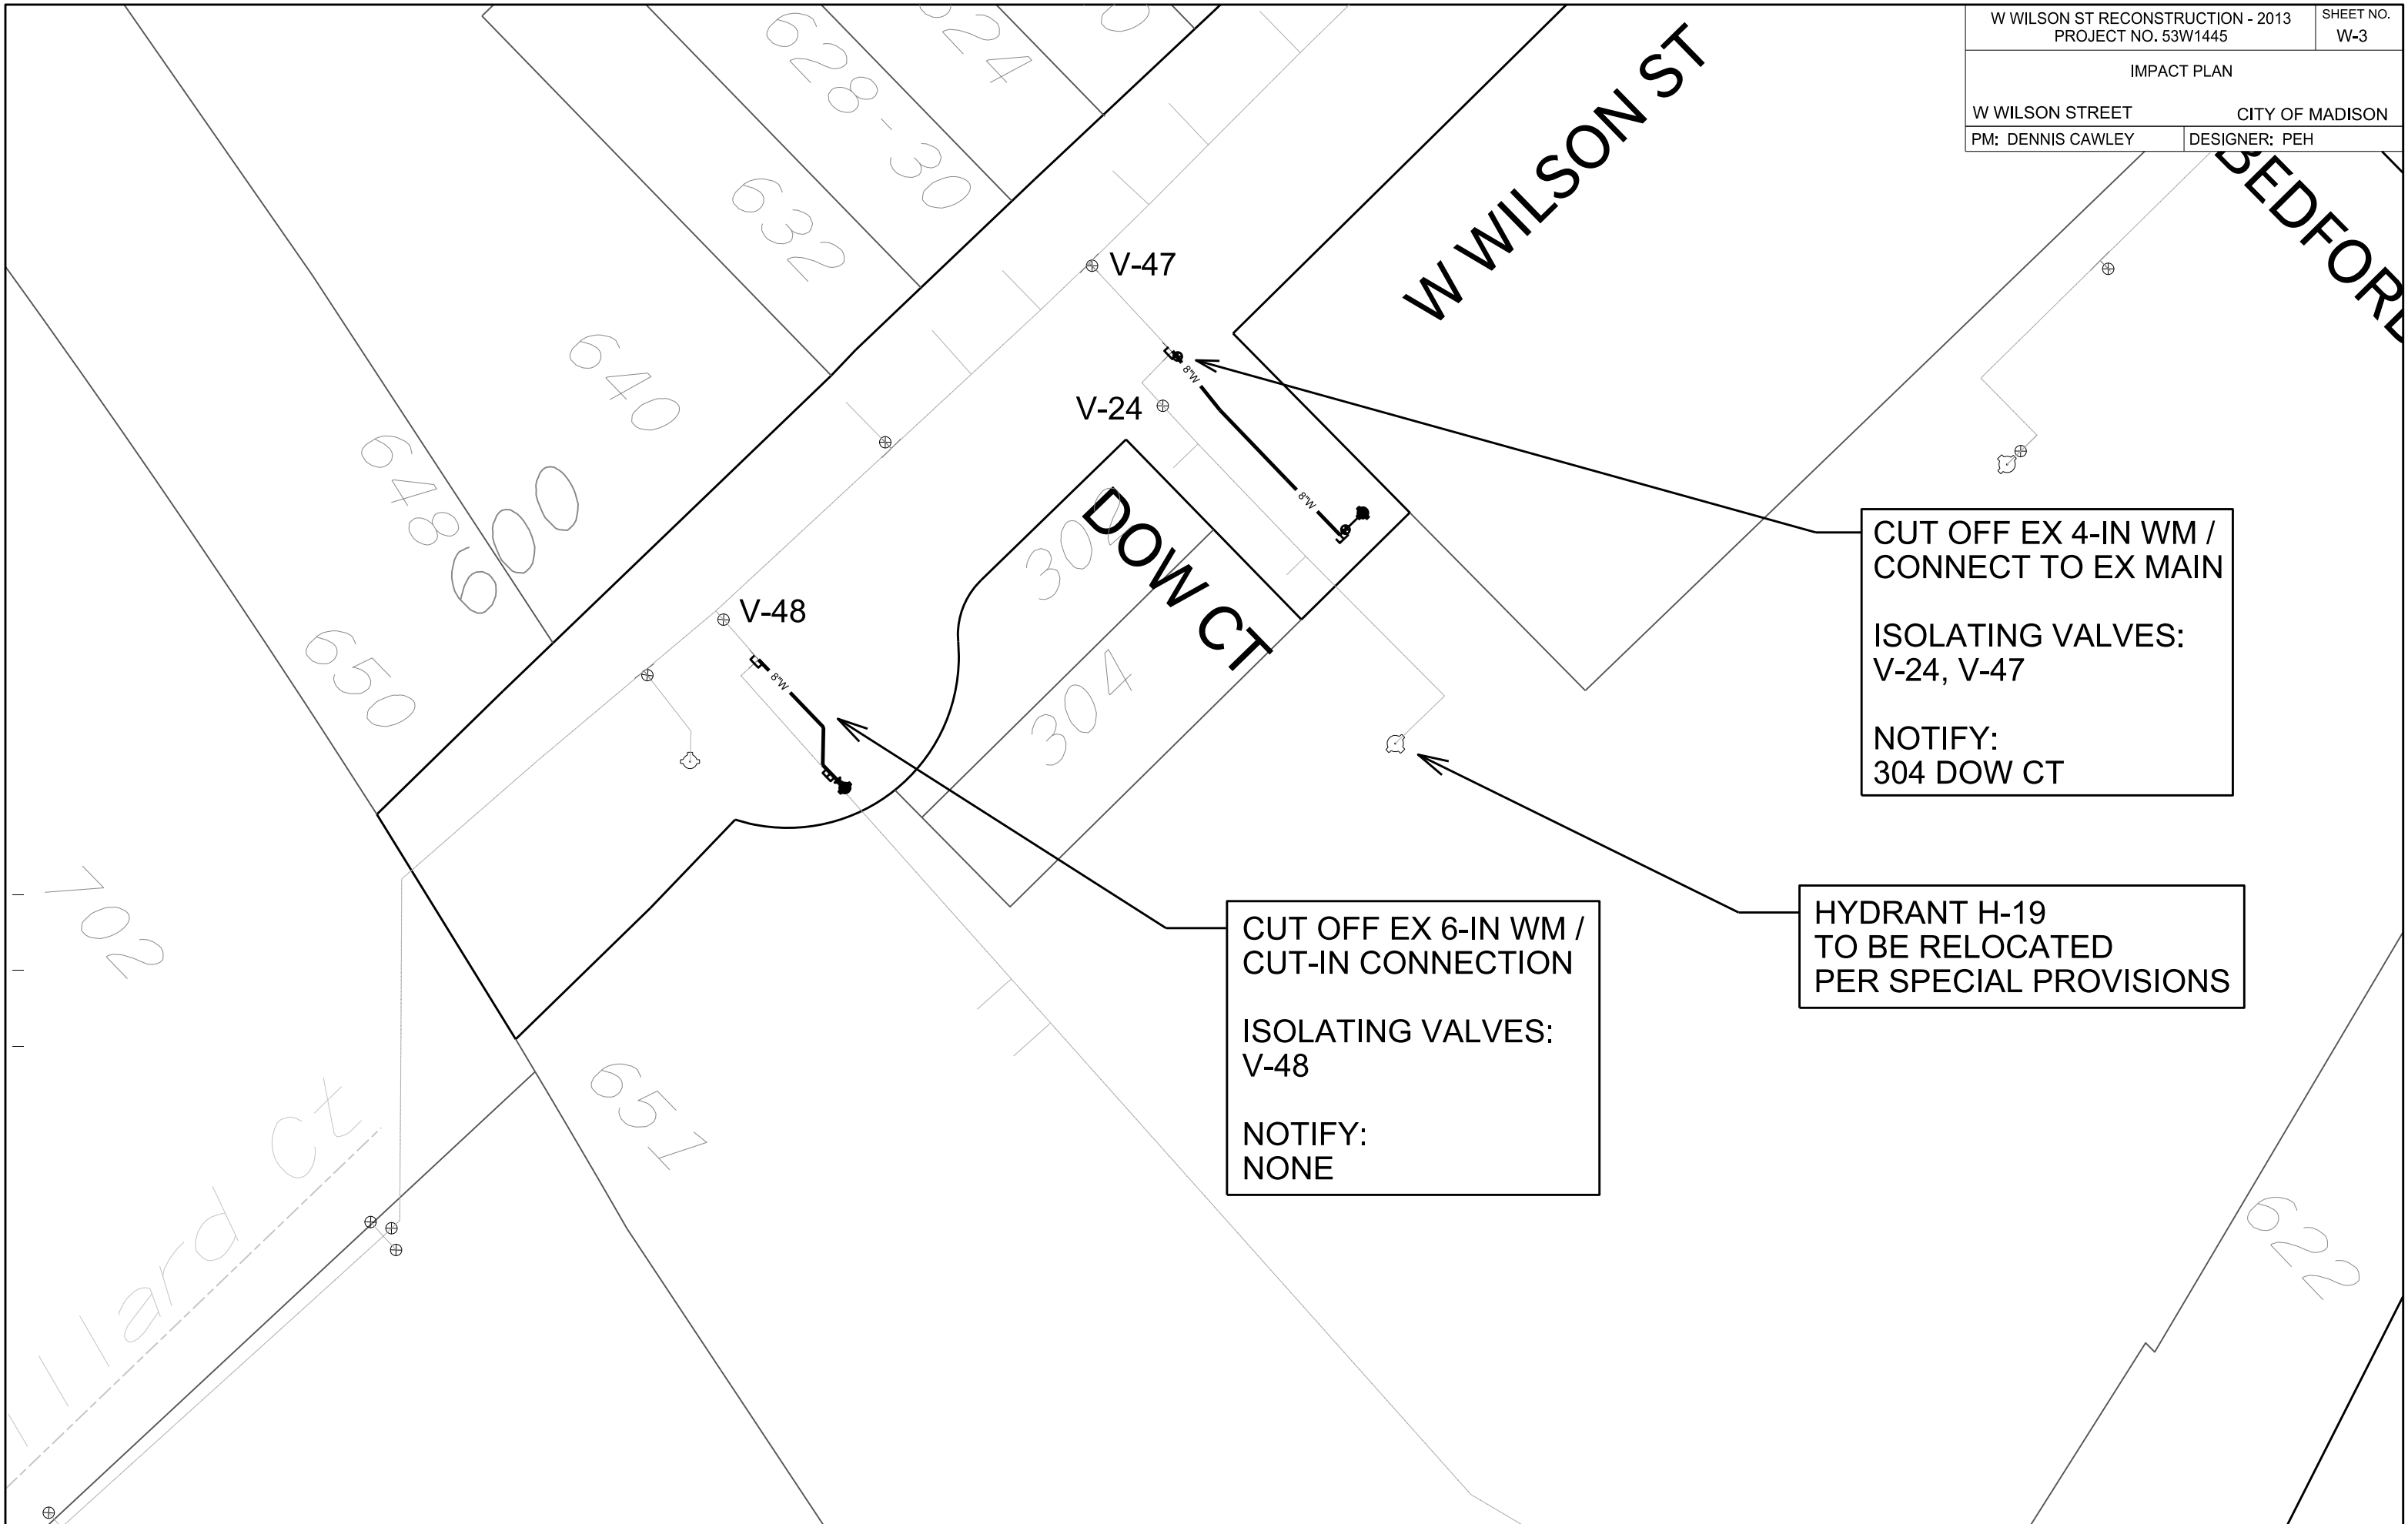 W WILSON ST RECONSTRUCTION - 2013
PROJECT NO. 53W1445
SHEET NO.
W-3
IMPACT PLAN
W WILSON STREET
CITY OF MADISON
PM: DENNIS CAWLEY
DESIGNER: PEH
W WILSON ST
BEDFORD
628-30
632
640
648
600
650
702
651
622
304
V-47
V-24
V-48
8"W
8"W
8"W
DOW CT
CUT OFF EX 4-IN WM /
CONNECT TO EX MAIN
ISOLATING VALVES:
V-24, V-47
NOTIFY:
304 DOW CT
CUT OFF EX 6-IN WM /
CUT-IN CONNECTION
ISOLATING VALVES:
V-48
NOTIFY:
NONE
HYDRANT H-19
TO BE RELOCATED
PER SPECIAL PROVISIONS